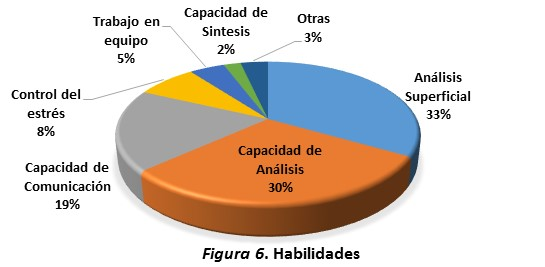 Trabajo en
equipo
5%
Capacidad de
Sintesis
2%
Otras
3%
Análisis
Superficial
33%
Control del
estrés
8%
Capacidad de
Análisis
30%
Capacidad de
Comunicación
19%
Figura 6. Habilidades